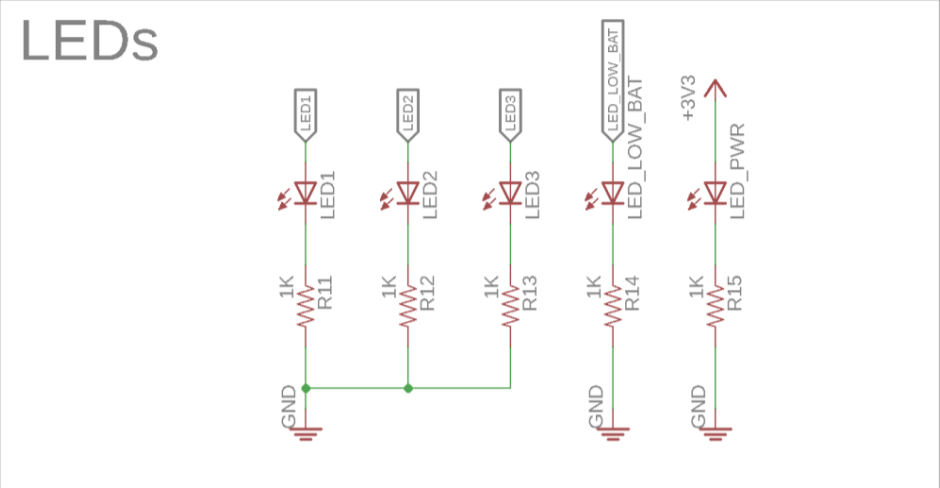 LEDs
LED1
LED2
LED3
LED_LOW_BAT
+3V3
LED1
LED2
LED3
LED_LOW_BAT
LED_PWR
1K
R11
1K
R12
1K
R13
1K
R14
1K
R15
GND
GND
GND